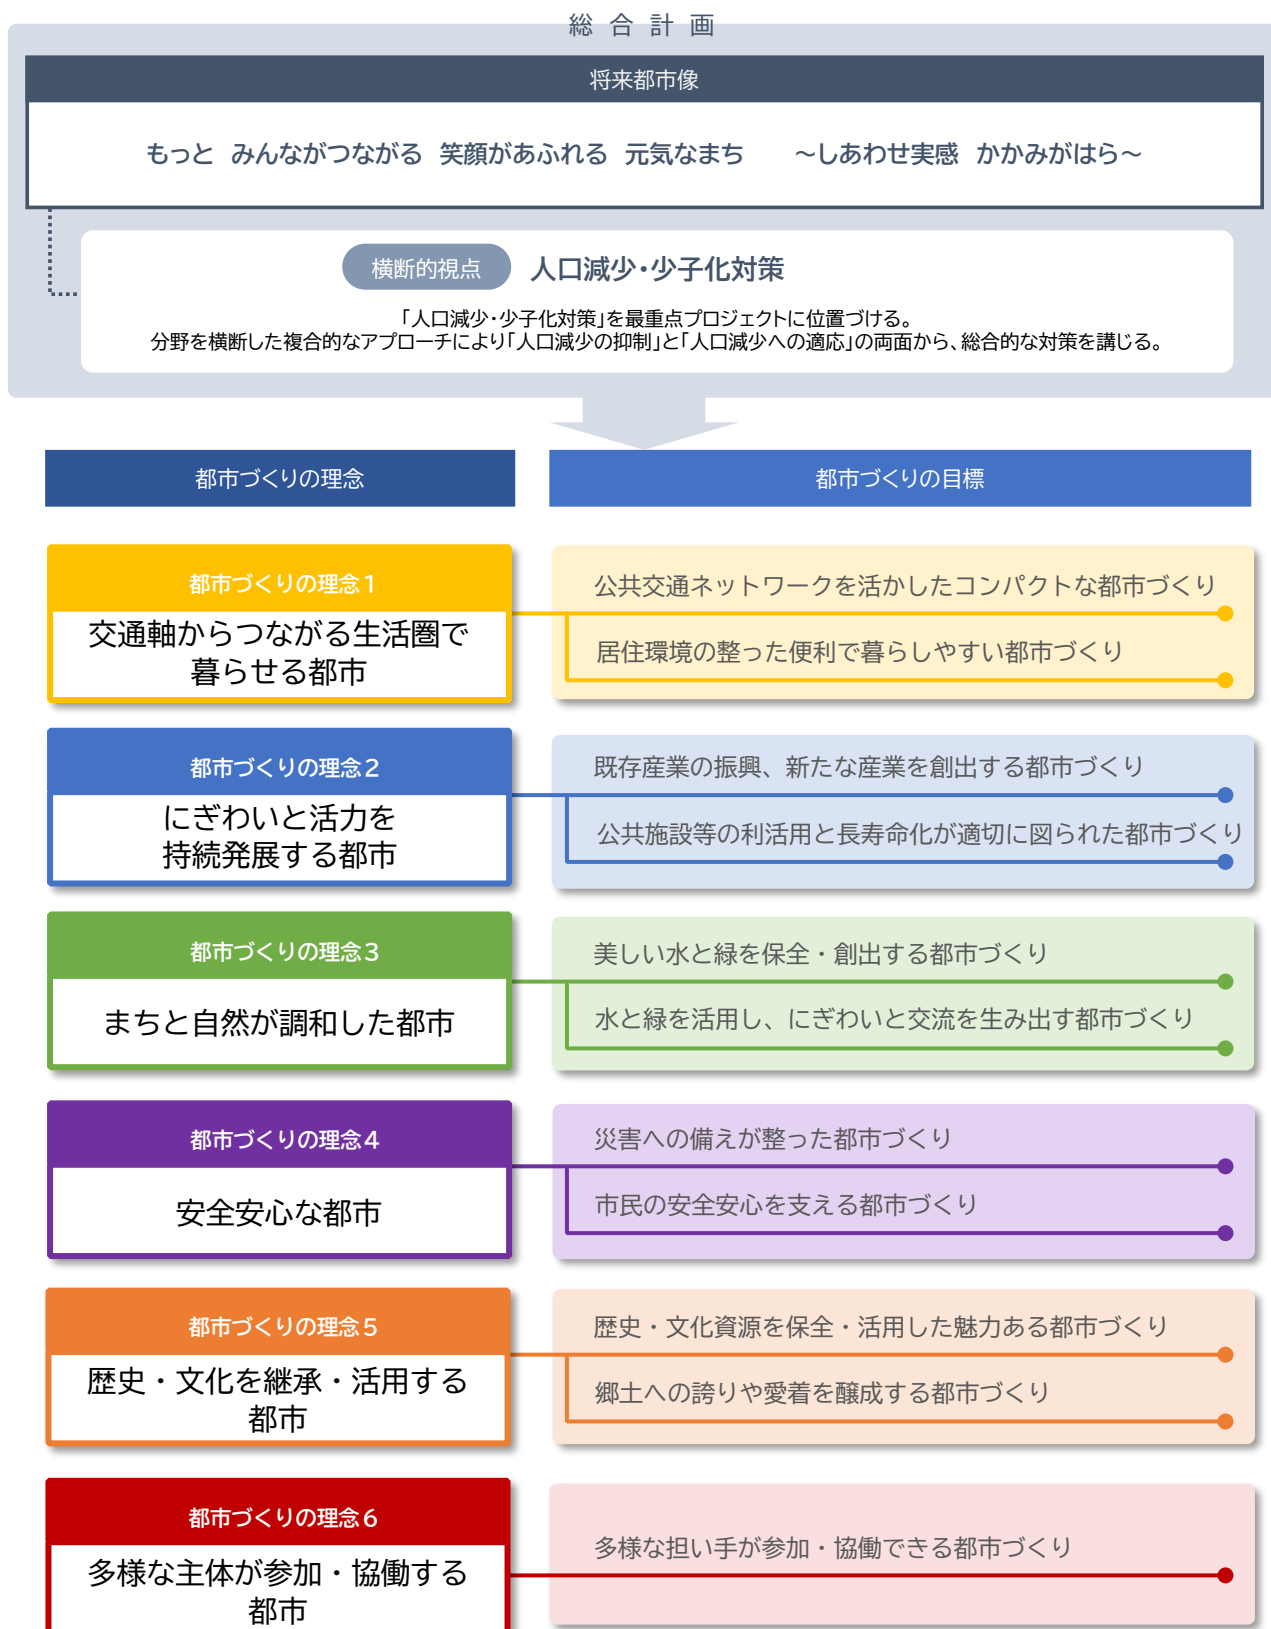 総合計画
将来都市像
もっと みんながつながる 笑顔があふれる 元気なまち ～しあわせ実感 かかみがはら～
横断的視点 人口減少・少子化対策
「人口減少・少子化対策」を最重点プロジェクトに位置づける。
分野を横断した複合的なアプローチにより「人口減少の抑制」と「人口減少への適応」の両面から、総合的な対策を講じる。
都市づくりの理念
都市づくりの目標
都市づくりの理念１
交通軸からつながる生活圏で
暮らせる都市
公共交通ネットワークを活かしたコンパクトな都市づくり
居住環境の整った便利で暮らしやすい都市づくり
都市づくりの理念２
にぎわいと活力を
持続発展する都市
既存産業の振興、新たな産業を創出する都市づくり
公共施設等の利活用と長寿命化が適切に図られた都市づくり
都市づくりの理念３
まちと自然が調和した都市
美しい水と緑を保全・創出する都市づくり
水と緑を活用し、にぎわいと交流を生み出す都市づくり
都市づくりの理念４
安全安心な都市
災害への備えが整った都市づくり
市民の安全安心を支える都市づくり
都市づくりの理念５
歴史・文化を継承・活用する
都市
歴史・文化資源を保全・活用した魅力ある都市づくり
郷土への誇りや愛着を醸成する都市づくり
都市づくりの理念６
多様な主体が参加・協働する
都市
多様な担い手が参加・協働できる都市づくり